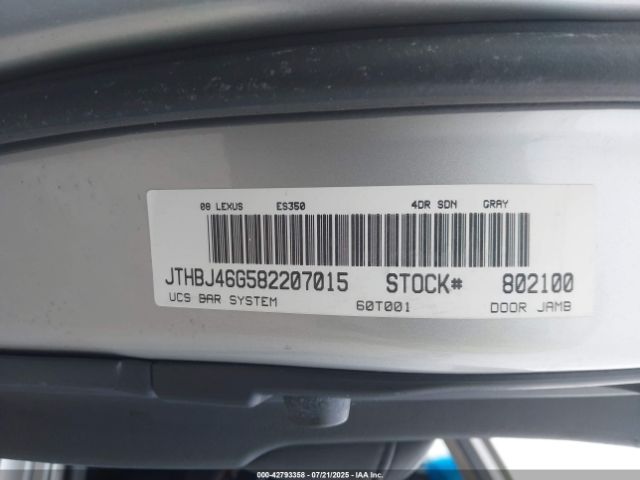 08 LEXUS ES350 4DR SDN GRAY
JTHBJ46G582207015 STOCK# 802100
UCS BAR SYSTEM 60T001 DOOR JAMB
000-42793358 - 07/21/2025 - IAA Inc.